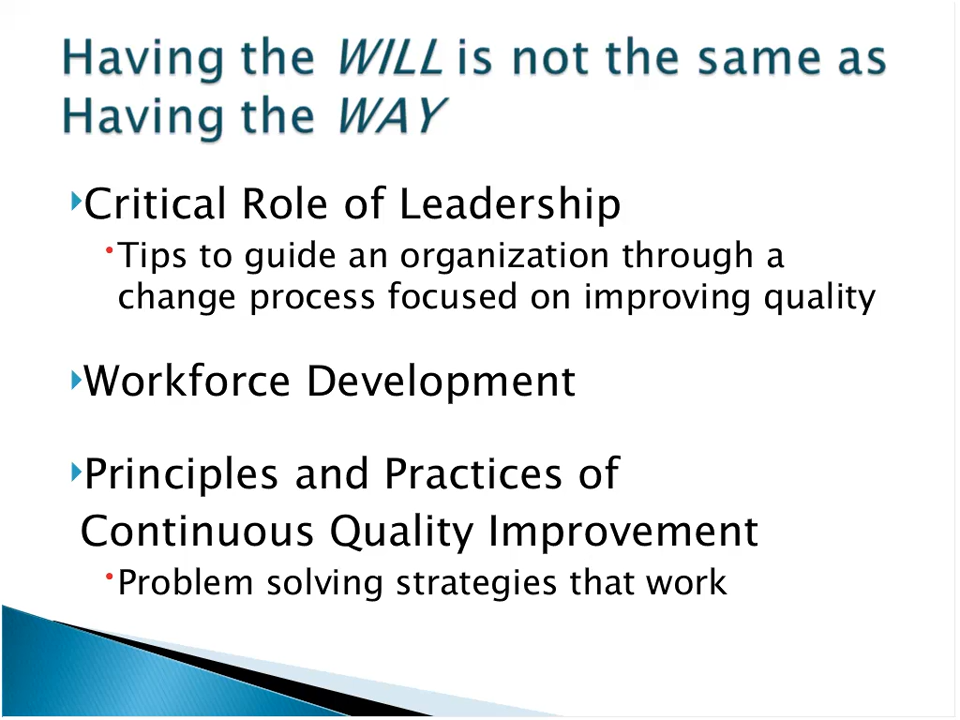 Having the WILL is not the same as
Having the WAY
Critical Role of Leadership
Tips to guide an organization through a
change process focused on improving quality
Workforce Development
Principles and Practices of
Continuous Quality Improvement
Problem solving strategies that work